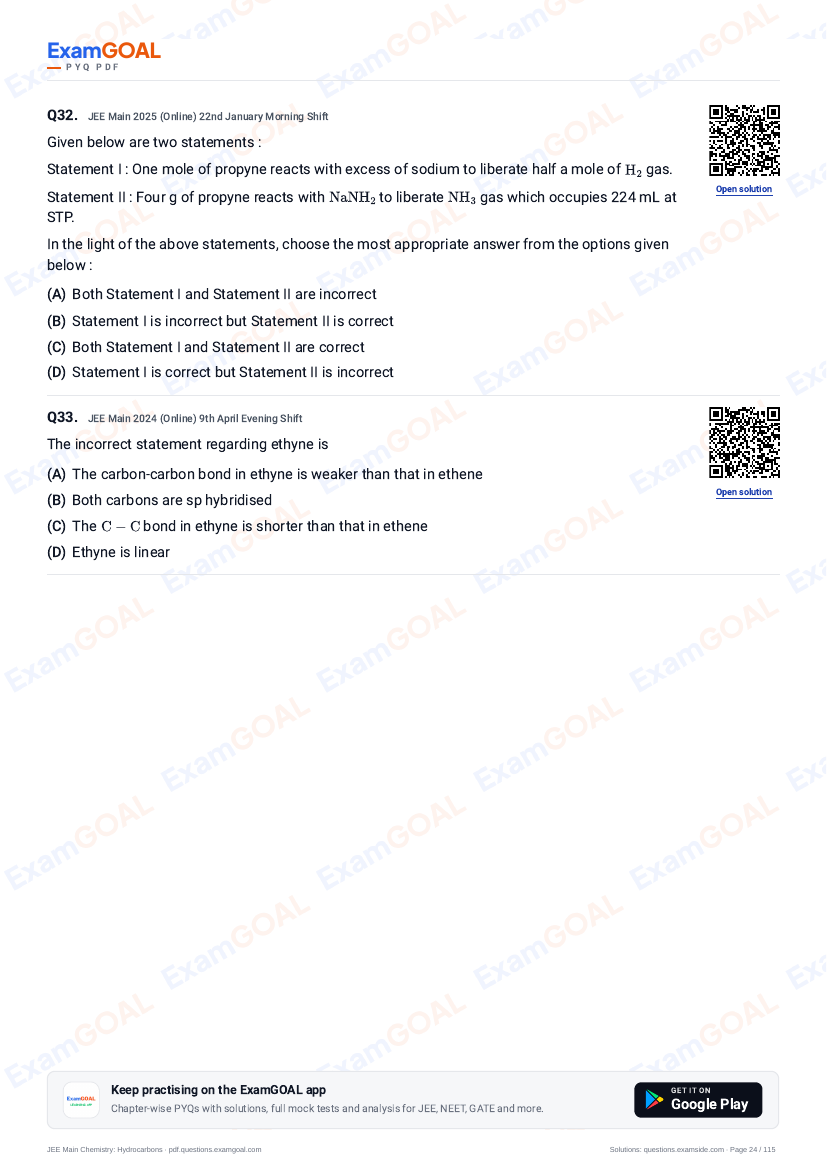 ExamGOAL
PYQ PDF
Q32. JEE Main 2025 (Online) 22nd January Morning Shift
Given below are two statements :
Statement I : One mole of propyne reacts with excess of sodium to liberate half a mole of H₂ gas.
Statement II : Four g of propyne reacts with NaNH₂ to liberate NH₃ gas which occupies 224 mL at
STP.
In the light of the above statements, choose the most appropriate answer from the options given
below :
(A) Both Statement I and Statement II are incorrect
(B) Statement I is incorrect but Statement II is correct
(C) Both Statement I and Statement II are correct
(D) Statement I is correct but Statement II is incorrect
Open solution
Q33. JEE Main 2024 (Online) 9th April Evening Shift
The incorrect statement regarding ethyne is
(A) The carbon-carbon bond in ethyne is weaker than that in ethene
(B) Both carbons are sp hybridised
(C) The C − C bond in ethyne is shorter than that in ethene
(D) Ethyne is linear
Open solution
ExamGOAL
Keep practising on the ExamGOAL app
Chapter-wise PYQs with solutions, full mock tests and analysis for JEE, NEET, GATE and more.
GET IT ON
Google Play
JEE Main Chemistry: Hydrocarbons · pdf.questions.examgoal.com
Solutions: questions.examside.com · Page 24 / 115